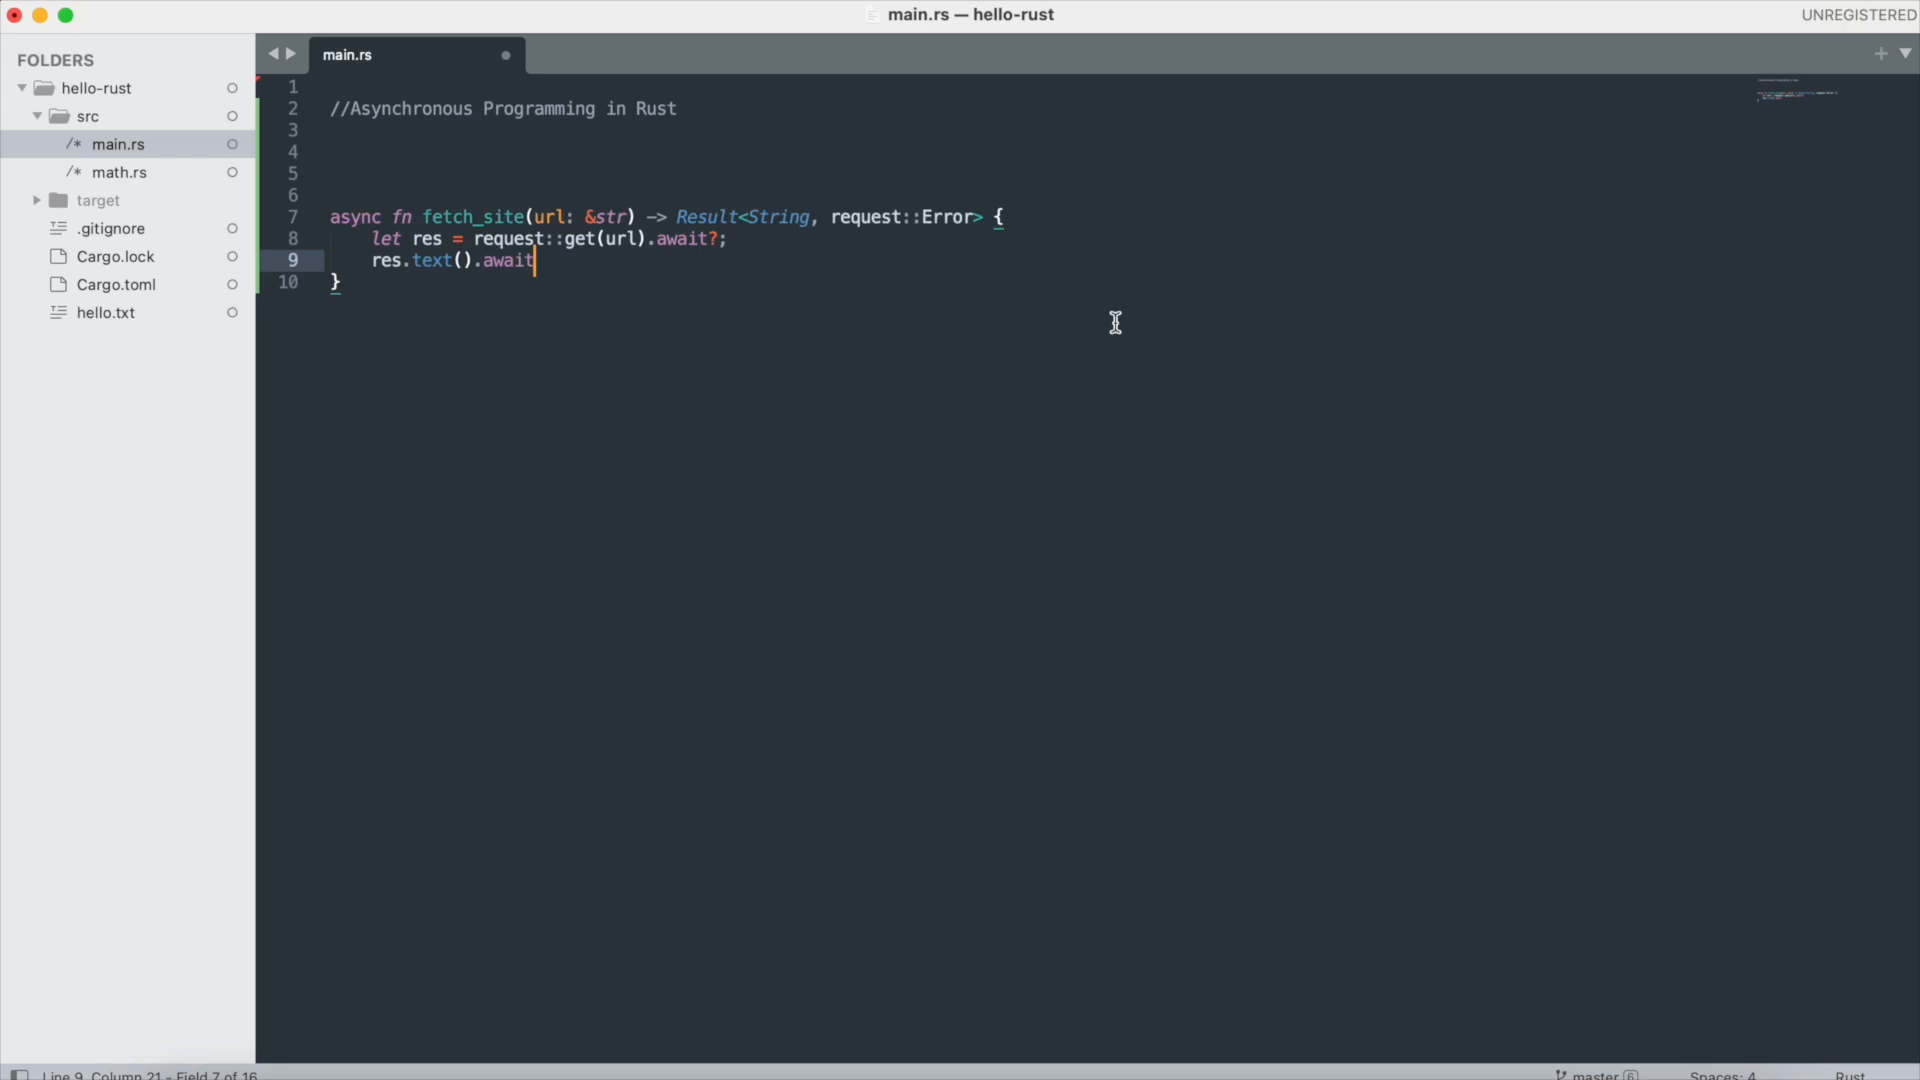 main.rs — hello-rust
UNREGISTERED
FOLDERS
hello-rust
src
/* main.rs
/* math.rs
target
.gitignore
Cargo.lock
Cargo.toml
hello.txt
main.rs
1
2 //Asynchronous Programming in Rust
3
4
5
6
7 async fn fetch_site(url: &str) -> Result<String, request::Error> {
8 let res = request::get(url).await?;
9 res.text().await
10 }
Line 9, Column 21 - Field 7 of 16
master 6
Spaces: 4
Rust